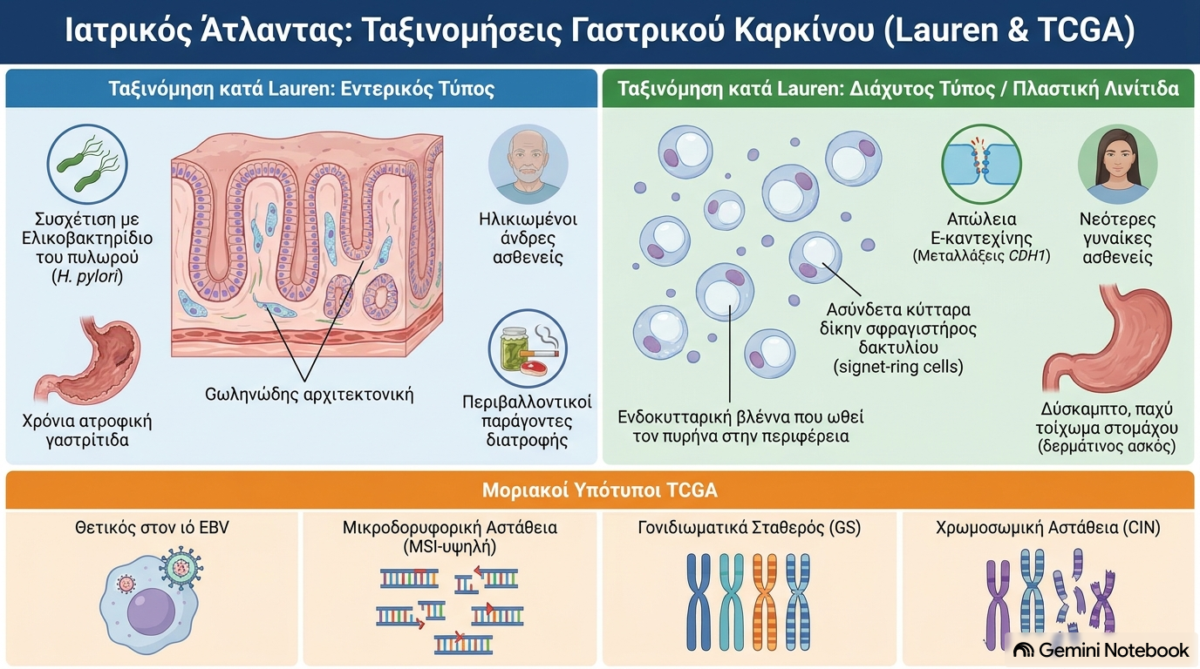 Ιατρικός Άτλαντας: Ταξινομήσεις Γαστρικού Καρκίνου (Lauren & TCGA)
Ταξινόμηση κατά Lauren: Εντερικός Τύπος
Συσχέτιση με
Ελικοβακτηρίδιο
του πυλωρού
(H. pylori)
Ηλικιωμένοι
άνδρες
ασθενείς
Χρόνια ατροφική
γαστρίτιδα
Gωληνώδης αρχιτεκτονική
Περιβαλλοντικοί
παράγοντες
διατροφής
Ταξινόμηση κατά Lauren: Διάχυτος Τύπος / Πλαστική Λινίτιδα
Απώλεια
Ε-καντεχίνης
(Μεταλλάξεις CDH1)
Νεότερες
γυναίκες
ασθενείς
Ασύνδετα κύτταρα
δίκην σφραγιστήρος
δακτυλίου
(signet-ring cells)
Ενδοκυτταρική βλέννα που ωθεί
τον πυρήνα στην περιφέρεια
Δύσκαμπτο, παχύ
τοίχωμα στομάχου
(δερμάτινος ασκός)
Μοριακοί Υπότυποι TCGA
Θετικός στον ιό EBV
Μικροδορυφορική Αστάθεια
(MSI-υψηλή)
Γονιδιωματικά Σταθερός (GS)
Χρωμοσωμική Αστάθεια (CIN)
Gemini Notebook